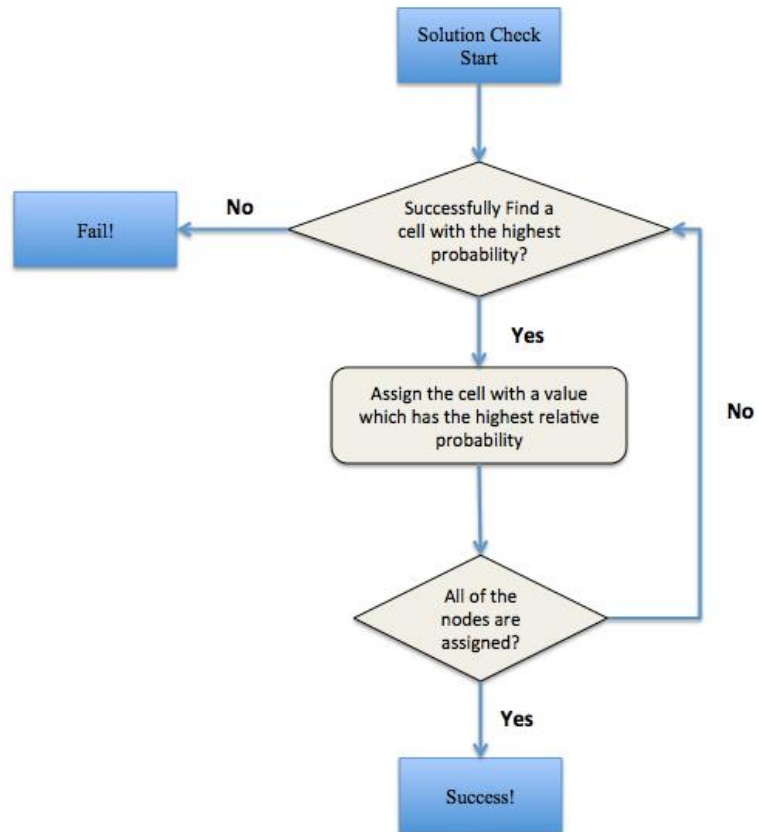 Solution Check
Start
No
Fail!
Successfully Find a
cell with the highest
probability?
Yes
Assign the cell with a value
which has the highest relative
probability
No
All of the
nodes are
assigned?
Yes
Success!